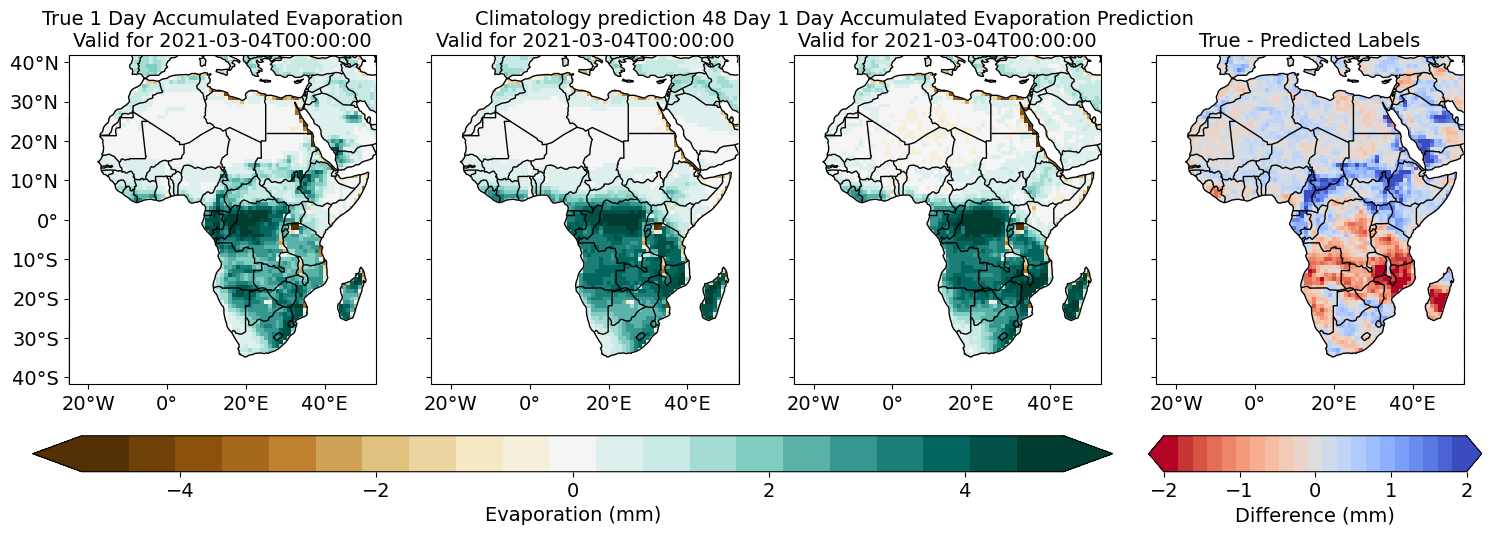 True 1 Day Accumulated Evaporation
Valid for 2021-03-04T00:00:00
Climatology prediction 48 Day 1 Day Accumulated Evaporation Prediction
Valid for 2021-03-04T00:00:00
Valid for 2021-03-04T00:00:00
True - Predicted Labels
40°N
30°N
20°N
10°N
0°
10°S
20°S
30°S
40°S
20°W 0° 20°E 40°E
20°W 0° 20°E 40°E
20°W 0° 20°E 40°E
20°W 0° 20°E 40°E
−4 −2 0 2 4
Evaporation (mm)
−2 −1 0 1 2
Difference (mm)